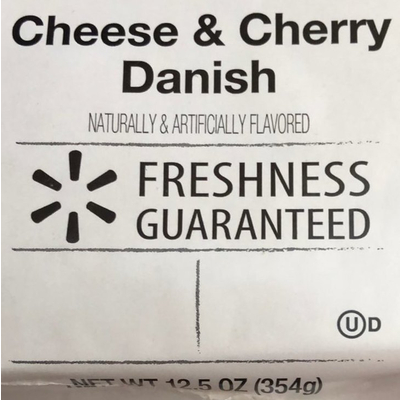 Cheese & Cherry
Danish
NATURALLY & ARTIFICIALLY FLAVORED
FRESHNESS
GUARANTEED
U D
NET WT 12.5 OZ (354g)